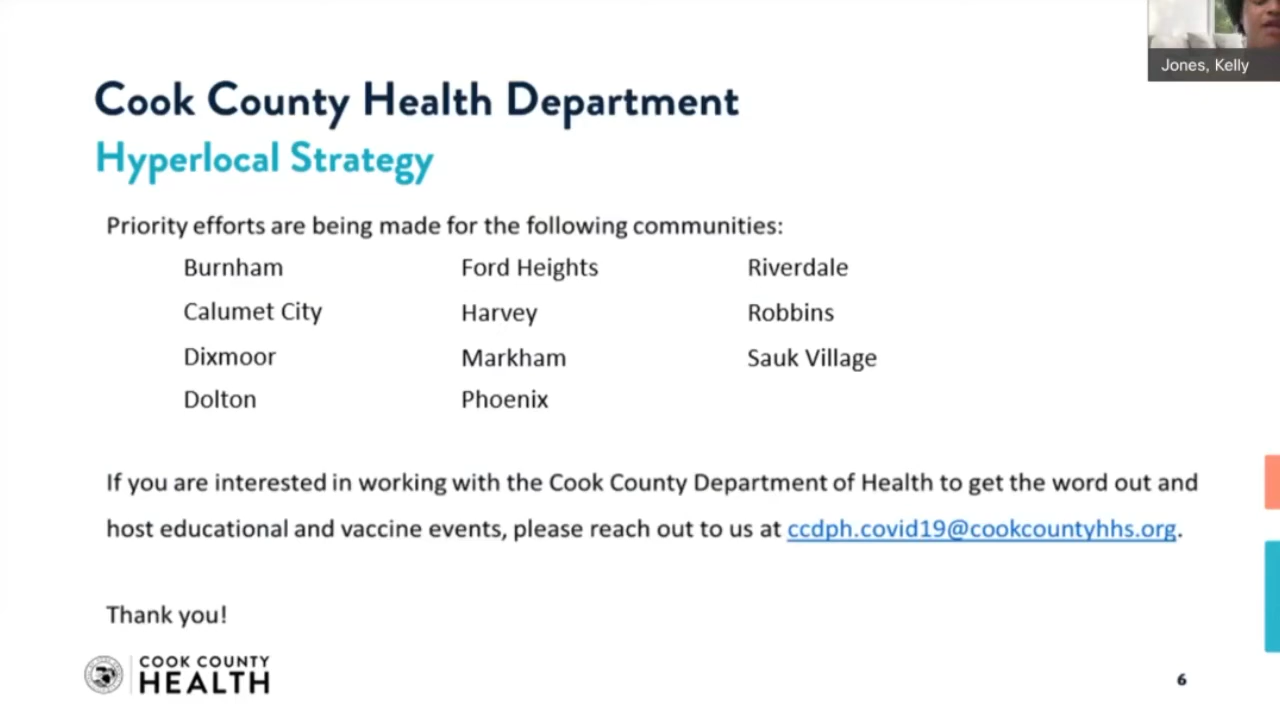 Jones, Kelly
Cook County Health Department
Hyperlocal Strategy
Priority efforts are being made for the following communities:
Burnham Ford Heights Riverdale
Calumet City Harvey Robbins
Dixmoor Markham Sauk Village
Dolton Phoenix
If you are interested in working with the Cook County Department of Health to get the word out and
host educational and vaccine events, please reach out to us at ccdph.covid19@cookcountyhhs.org.
Thank you!
COOK COUNTY
HEALTH
6